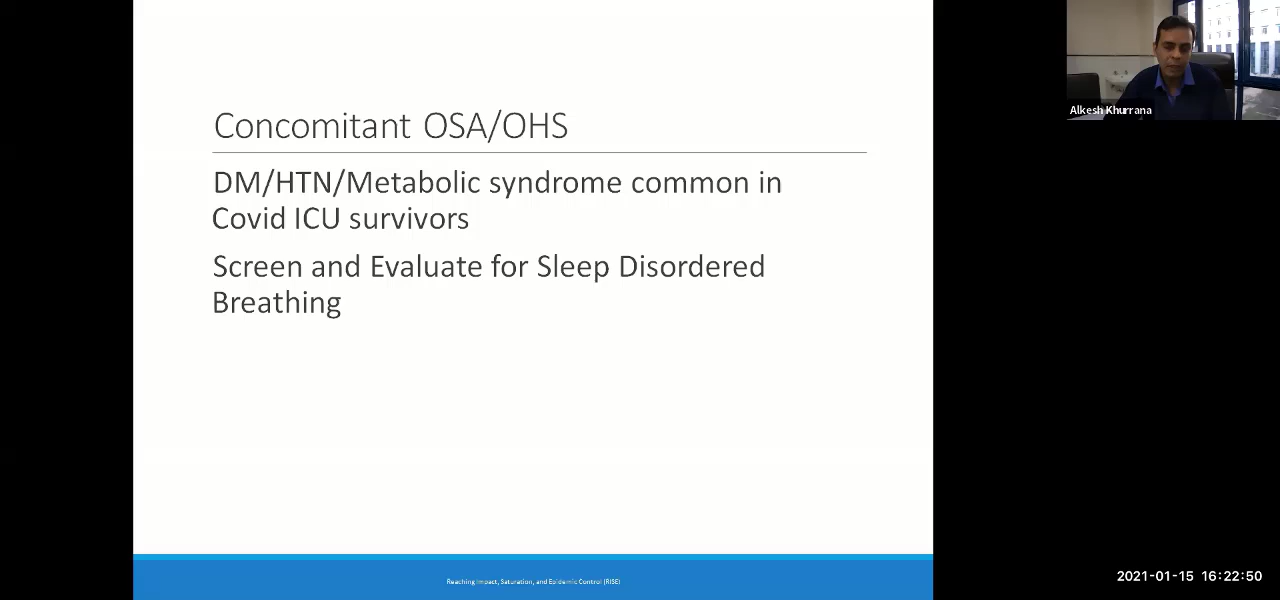 Concomitant OSA/OHS
DM/HTN/Metabolic syndrome common in
Covid ICU survivors
Screen and Evaluate for Sleep Disordered
Breathing
Reaching Impact, Saturation, and Epidemic Control (RISE)
Alkesh Khurrana
2021-01-15 16:22:50